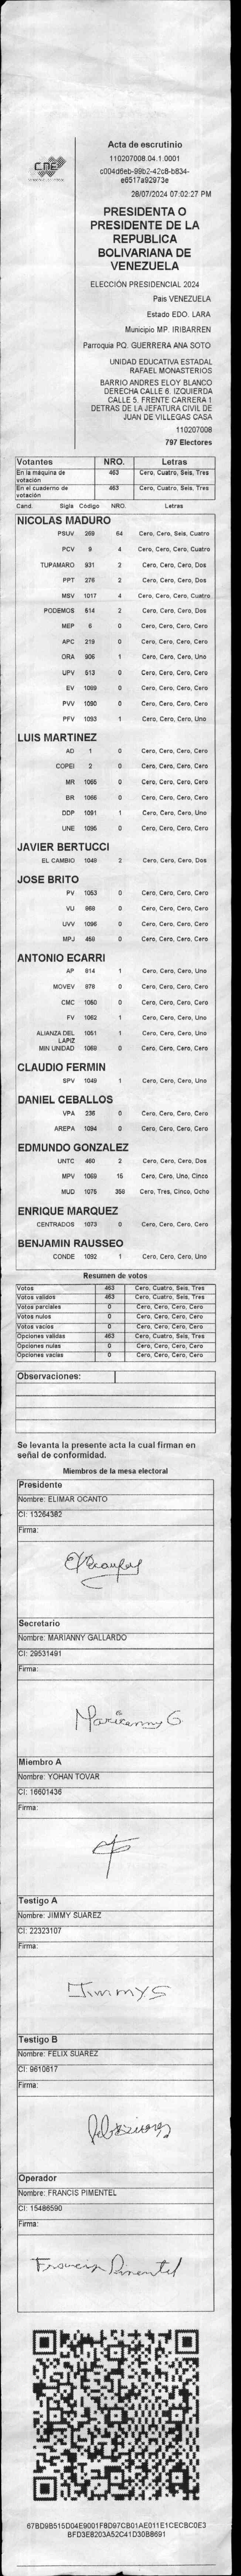 CNE
Acta de escrutinio
110207008.04.1.0001
c004d6eb-99b2-42c8-b834-
e6517a92973e
28/07/2024 07:02:27 PM
PRESIDENTA O
PRESIDENTE DE LA
REPUBLICA
BOLIVARIANA DE
VENEZUELA
ELECCIÓN PRESIDENCIAL 2024
Pais VENEZUELA
Estado EDO. LARA
Municipio MP. IRIBARREN
Parroquia PQ. GUERRERA ANA SOTO
UNIDAD EDUCATIVA ESTADAL
RAFAEL MONASTERIOS
BARRIO ANDRES ELOY BLANCO
DERECHA CALLE 6. IZQUIERDA
CALLE 5. FRENTE CARRERA 1
DETRAS DE LA JEFATURA CIVIL DE
JUAN DE VILLEGAS CASA
110207008
797 Electores
Votantes NRO. Letras
En la máquina de votación 463 Cero, Cuatro, Seis, Tres
En el cuaderno de votación 463 Cero, Cuatro, Seis, Tres
Cand. Sigla Código NRO. Letras
NICOLAS MADURO
PSUV 269 64 Cero, Cero, Seis, Cuatro
PCV 9 4 Cero, Cero, Cero, Cuatro
TUPAMARO 931 2 Cero, Cero, Cero, Dos
PPT 276 2 Cero, Cero, Cero, Dos
MSV 1017 4 Cero, Cero, Cero, Cuatro
PODEMOS 514 2 Cero, Cero, Cero, Dos
MEP 6 0 Cero, Cero, Cero, Cero
APC 219 0 Cero, Cero, Cero, Cero
ORA 906 1 Cero, Cero, Cero, Uno
UPV 513 0 Cero, Cero, Cero, Cero
EV 1089 0 Cero, Cero, Cero, Cero
PVV 1090 0 Cero, Cero, Cero, Cero
PFV 1093 1 Cero, Cero, Cero, Uno
LUIS MARTINEZ
AD 1 0 Cero, Cero, Cero, Cero
COPEI 2 0 Cero, Cero, Cero, Cero
MR 1065 0 Cero, Cero, Cero, Cero
BR 1066 0 Cero, Cero, Cero, Cero
DDP 1091 1 Cero, Cero, Cero, Uno
UNE 1095 0 Cero, Cero, Cero, Cero
JAVIER BERTUCCI
EL CAMBIO 1048 2 Cero, Cero, Cero, Dos
JOSE BRITO
PV 1053 0 Cero, Cero, Cero, Cero
VU 968 0 Cero, Cero, Cero, Cero
UVV 1096 0 Cero, Cero, Cero, Cero
MPJ 458 0 Cero, Cero, Cero, Cero
ANTONIO ECARRI
AP 814 1 Cero, Cero, Cero, Uno
MOVEV 978 0 Cero, Cero, Cero, Cero
CMC 1050 0 Cero, Cero, Cero, Cero
FV 1062 1 Cero, Cero, Cero, Uno
ALIANZA DEL LAPIZ 1051 1 Cero, Cero, Cero, Uno
MIN UNIDAD 1068 0 Cero, Cero, Cero, Cero
CLAUDIO FERMIN
SPV 1049 1 Cero, Cero, Cero, Uno
DANIEL CEBALLOS
VPA 236 0 Cero, Cero, Cero, Cero
AREPA 1094 0 Cero, Cero, Cero, Cero
EDMUNDO GONZALEZ
UNTC 460 2 Cero, Cero, Cero, Dos
MPV 1069 15 Cero, Cero, Uno, Cinco
MUD 1075 358 Cero, Tres, Cinco, Ocho
ENRIQUE MARQUEZ
CENTRADOS 1073 0 Cero, Cero, Cero, Cero
BENJAMIN RAUSSEO
CONDE 1092 1 Cero, Cero, Cero, Uno
Resumen de votos
Votos 463 Cero, Cuatro, Seis, Tres
Votos validos 463 Cero, Cuatro, Seis, Tres
Votos parciales 0 Cero, Cero, Cero, Cero
Votos nulos 0 Cero, Cero, Cero, Cero
Votos vacios 0 Cero, Cero, Cero, Cero
Opciones validas 463 Cero, Cuatro, Seis, Tres
Opciones nulas 0 Cero, Cero, Cero, Cero
Opciones vacias 0 Cero, Cero, Cero, Cero
Observaciones:
Se levanta la presente acta la cual firman en
señal de conformidad.
Miembros de la mesa electoral
Presidente
Nombre: ELIMAR OCANTO
CI: 13264382
Firma:
Secretario
Nombre: MARIANNY GALLARDO
CI: 29531491
Firma:
Marianny G
Miembro A
Nombre: YOHAN TOVAR
CI: 16601436
Firma:
Testigo A
Nombre: JIMMY SUAREZ
CI: 22323107
Firma:
Jimmy S
Testigo B
Nombre: FELIX SUAREZ
CI: 9610617
Firma:
Operador
Nombre: FRANCIS PIMENTEL
CI: 15486590
Firma:
Francis Pimentel
67BD9B515D04E9001F8D97CB01AE011E1CECBC0E3
BFD3E8203A52C41D30B8691